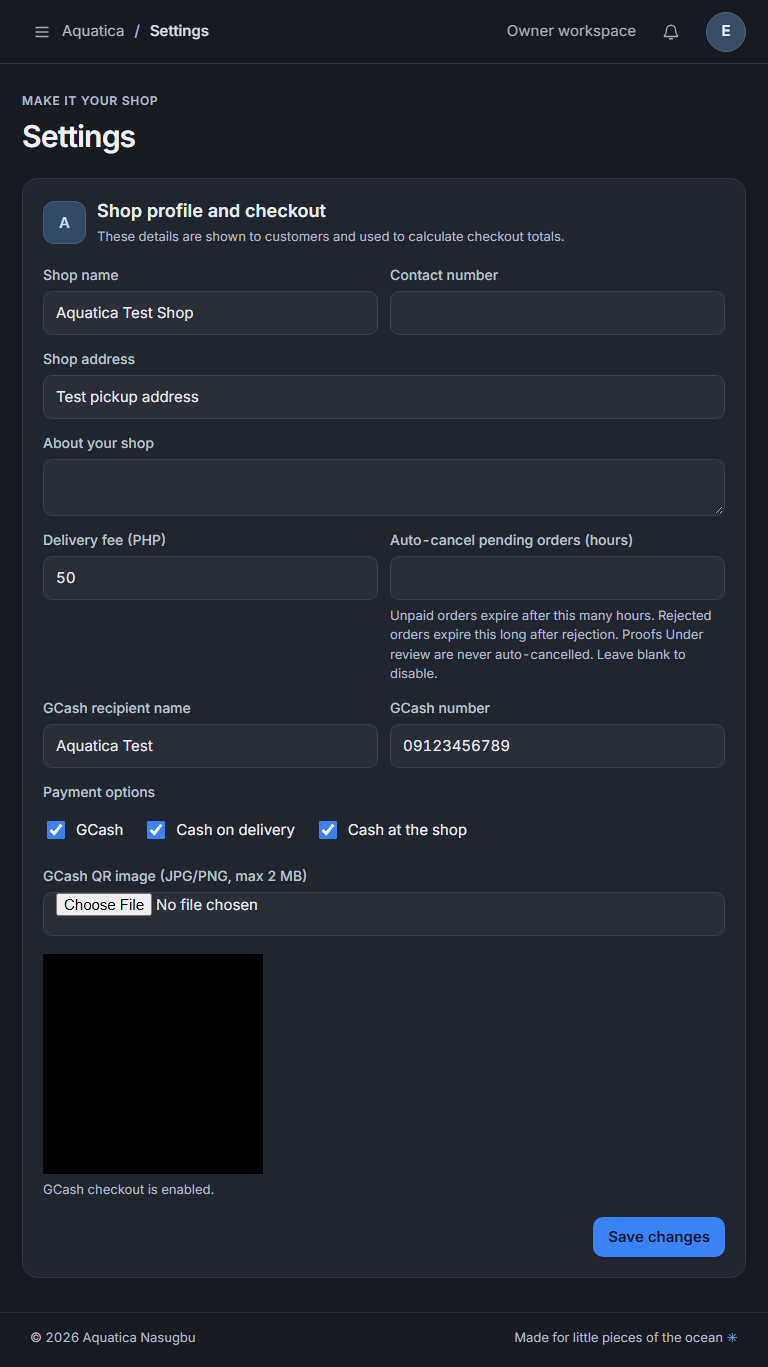 Aquatica / Settings
Owner workspace
E
MAKE IT YOUR SHOP
Settings
A
Shop profile and checkout
These details are shown to customers and used to calculate checkout totals.
Shop name
Contact number
Aquatica Test Shop
Shop address
Test pickup address
About your shop
Delivery fee (PHP)
Auto-cancel pending orders (hours)
50
Unpaid orders expire after this many hours. Rejected
orders expire this long after rejection. Proofs Under
review are never auto-cancelled. Leave blank to
disable.
GCash recipient name
GCash number
Aquatica Test
09123456789
Payment options
GCash
Cash on delivery
Cash at the shop
GCash QR image (JPG/PNG, max 2 MB)
Choose File No file chosen
GCash checkout is enabled.
Save changes
© 2026 Aquatica Nasugbu
Made for little pieces of the ocean ✳